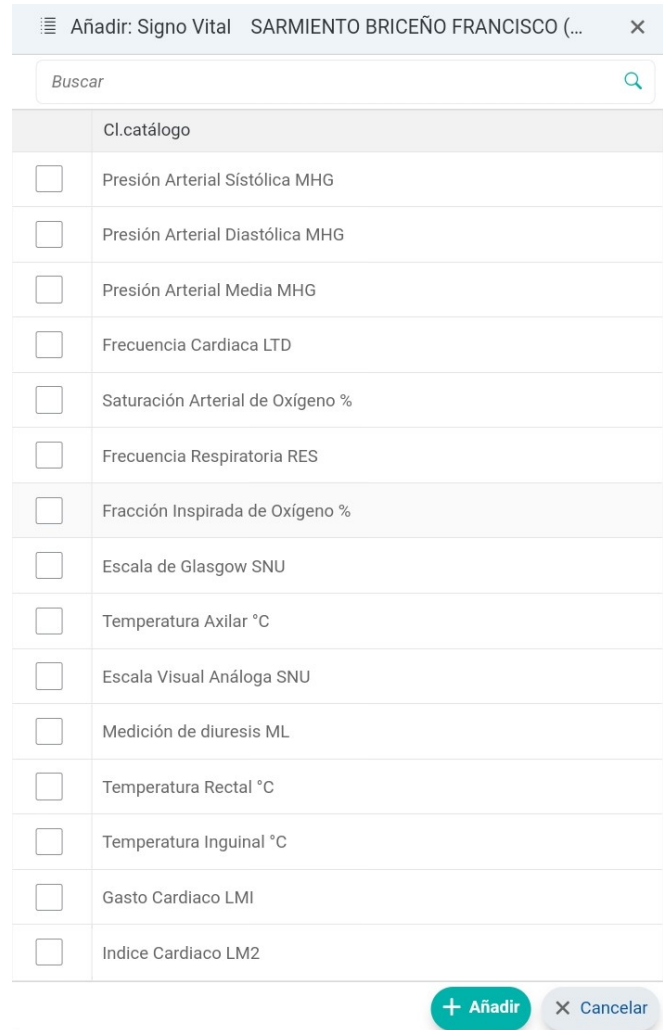 Añadir: Signo Vital SARMIENTO BRICEÑO FRANCISCO (...
Buscar
Cl.catálogo
Presión Arterial Sístólica MHG
Presión Arterial Diastólica MHG
Presión Arterial Media MHG
Frecuencia Cardiaca LTD
Saturación Arterial de Oxígeno %
Frecuencia Respiratoria RES
Fracción Inspirada de Oxígeno %
Escala de Glasgow SNU
Temperatura Axilar °C
Escala Visual Análoga SNU
Medición de diuresis ML
Temperatura Rectal °C
Temperatura Inguinal °C
Gasto Cardiaco LMI
Indice Cardiaco LM2
Añadir Cancelar